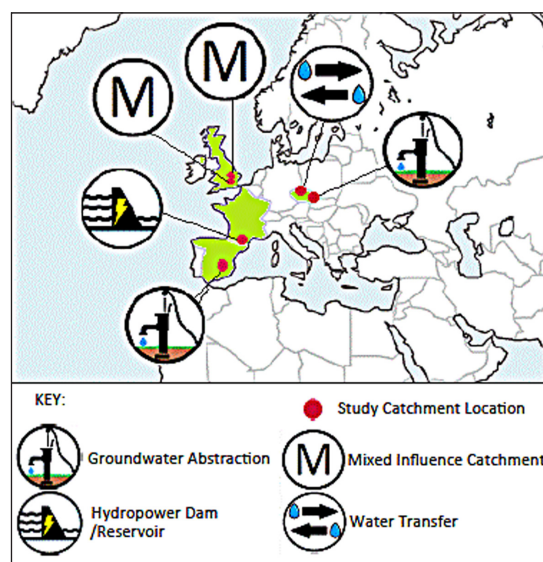 M
M
KEY:
Study Catchment Location
Groundwater Abstraction
M
Mixed Influence Catchment
Hydropower Dam
/Reservoir
Water Transfer